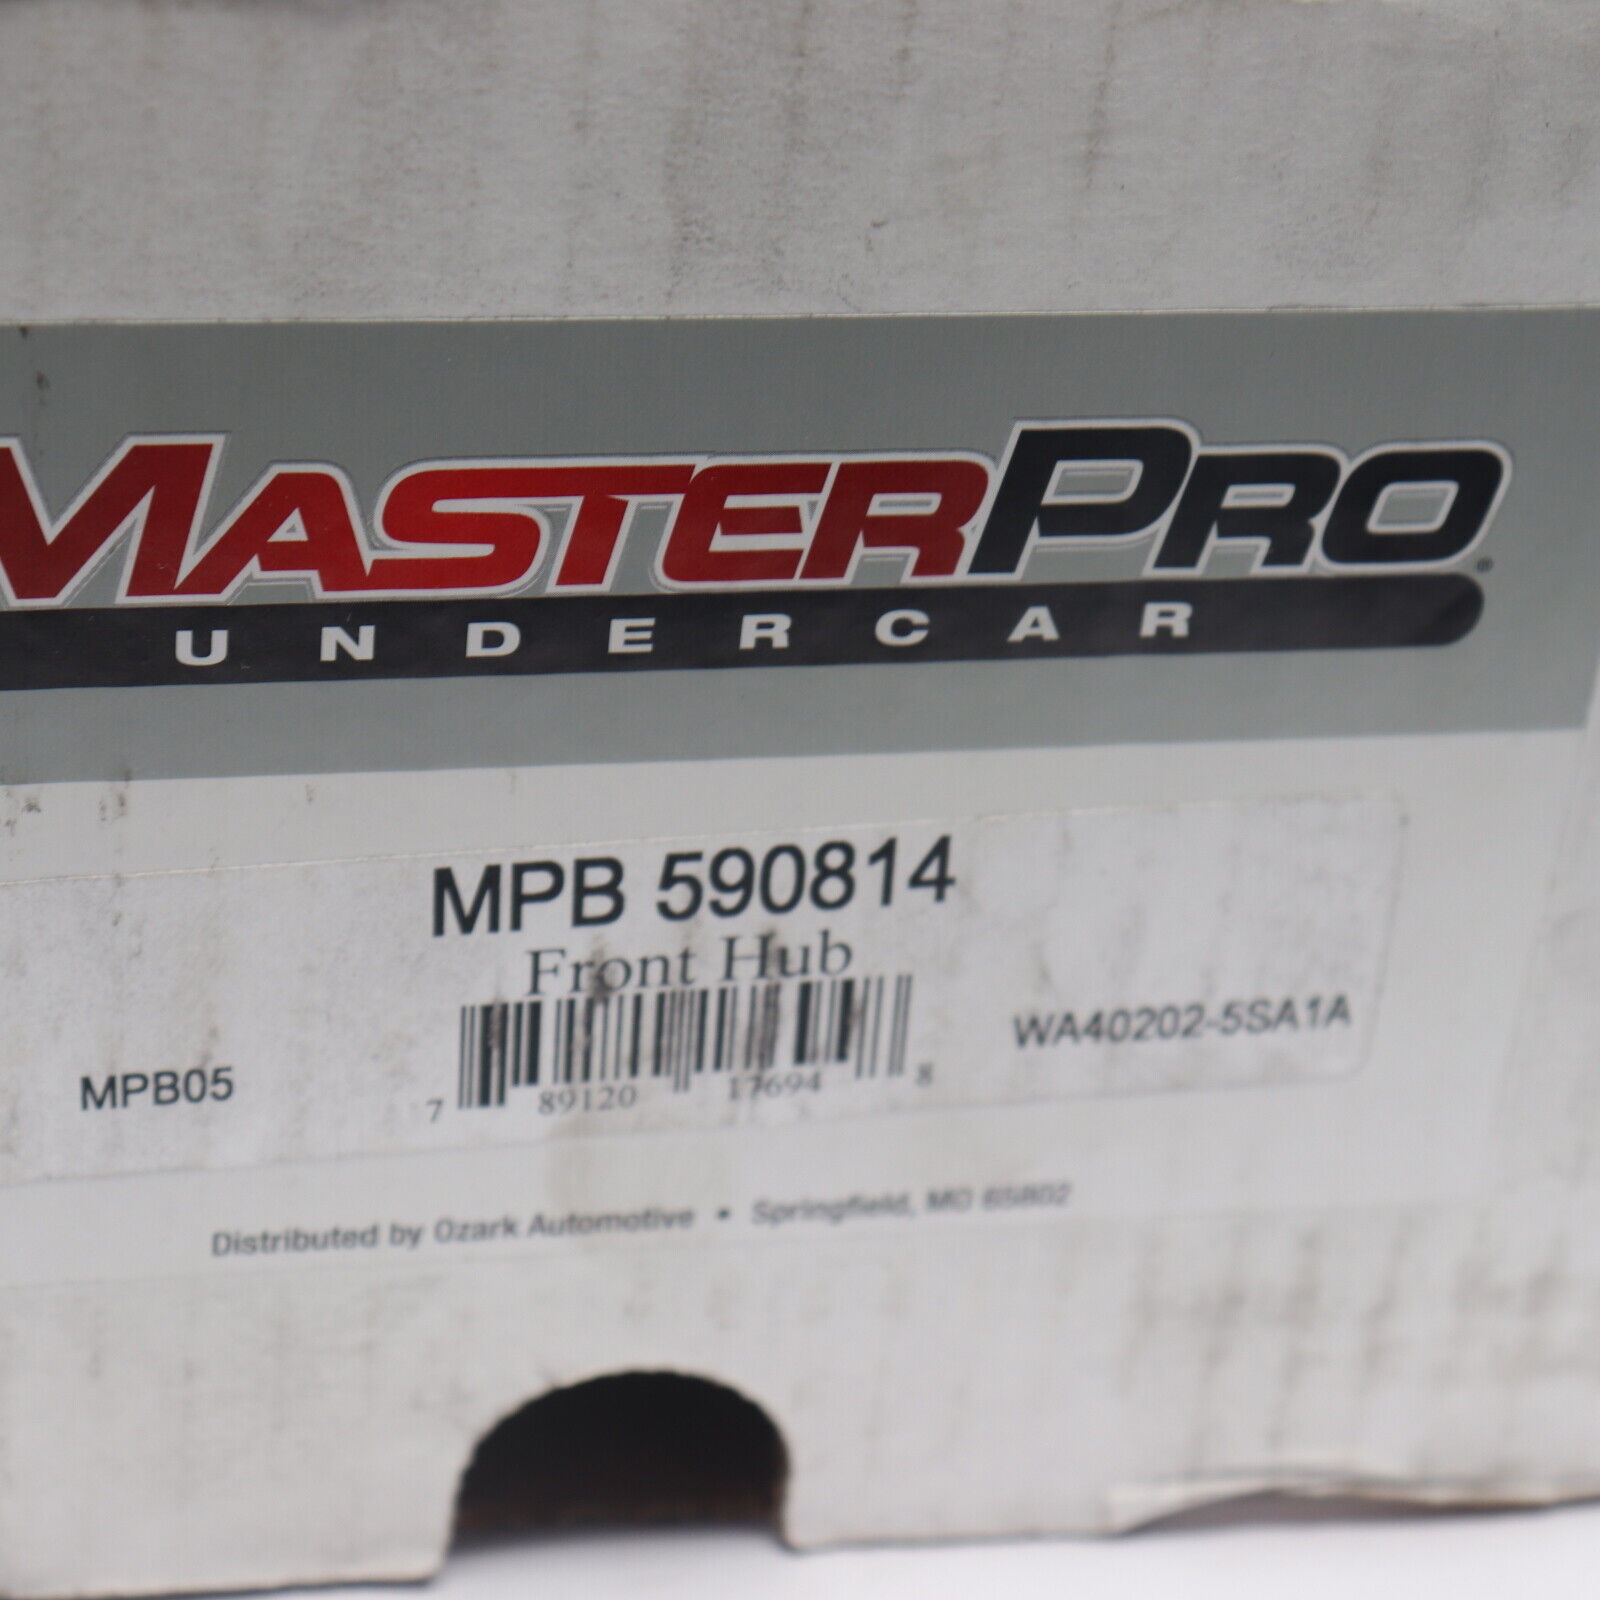 MASTERPRO®
UNDERCAR
MPB 590814
Front Hub
MPB05
7 89120 17694 8
WA40202-5SA1A
Distributed by Ozark Automotive • Springfield, MO 65802